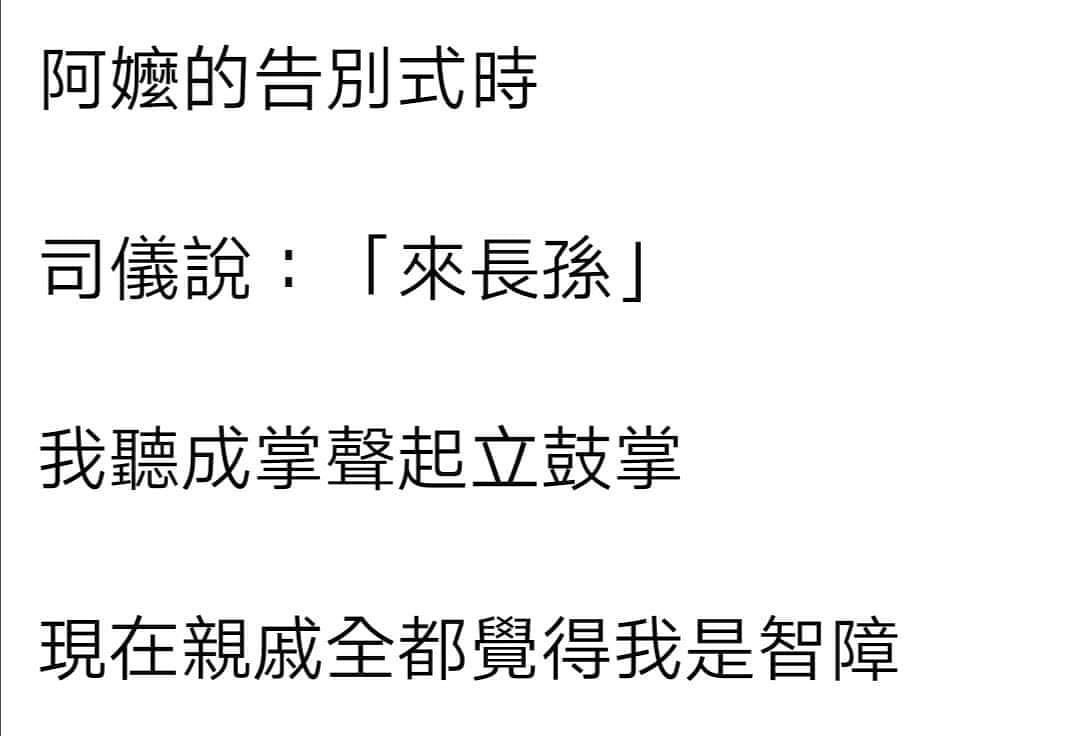 阿嬤的告別式時
司儀說：「來長孫」
我聽成掌聲起立鼓掌
現在親戚全都覺得我是智障